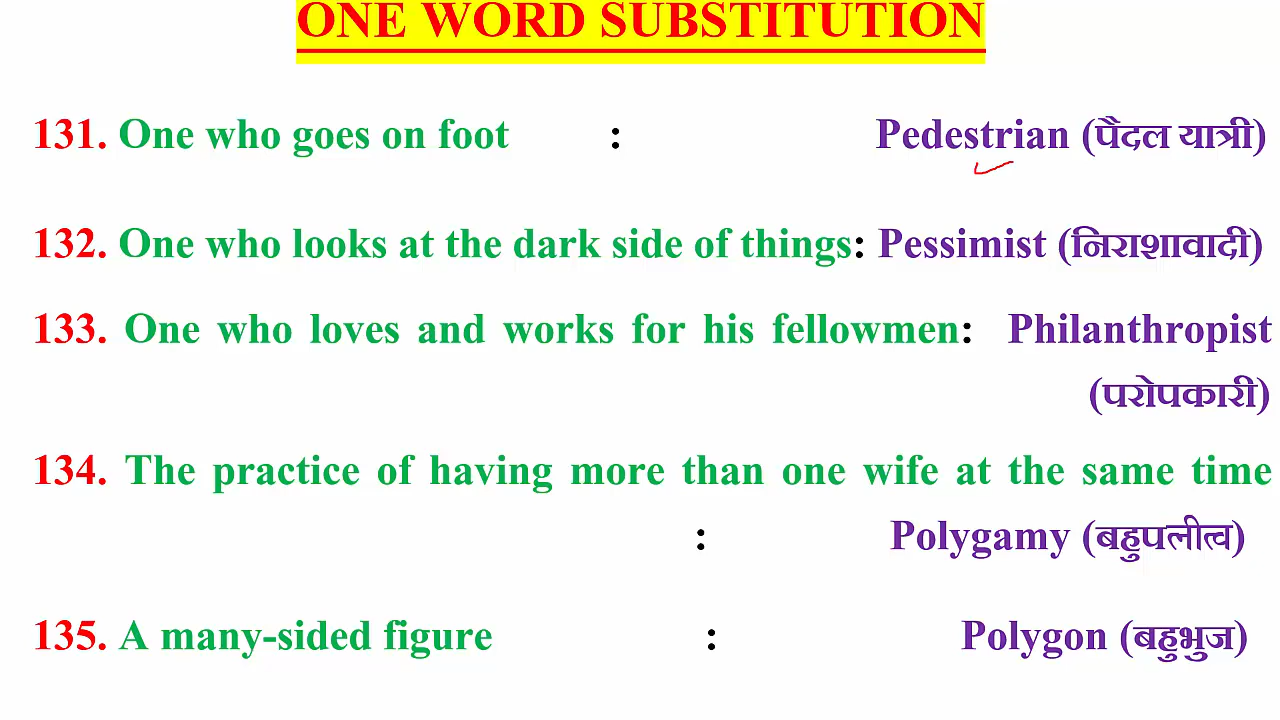 ONE WORD SUBSTITUTION
131. One who goes on foot : Pedestrian (पैदल यात्री)
132. One who looks at the dark side of things: Pessimist (निराशावादी)
133. One who loves and works for his fellowmen: Philanthropist
(परोपकारी)
134. The practice of having more than one wife at the same time
: Polygamy (बहुपत्नीत्व)
135. A many-sided figure : Polygon (बहुभुज)